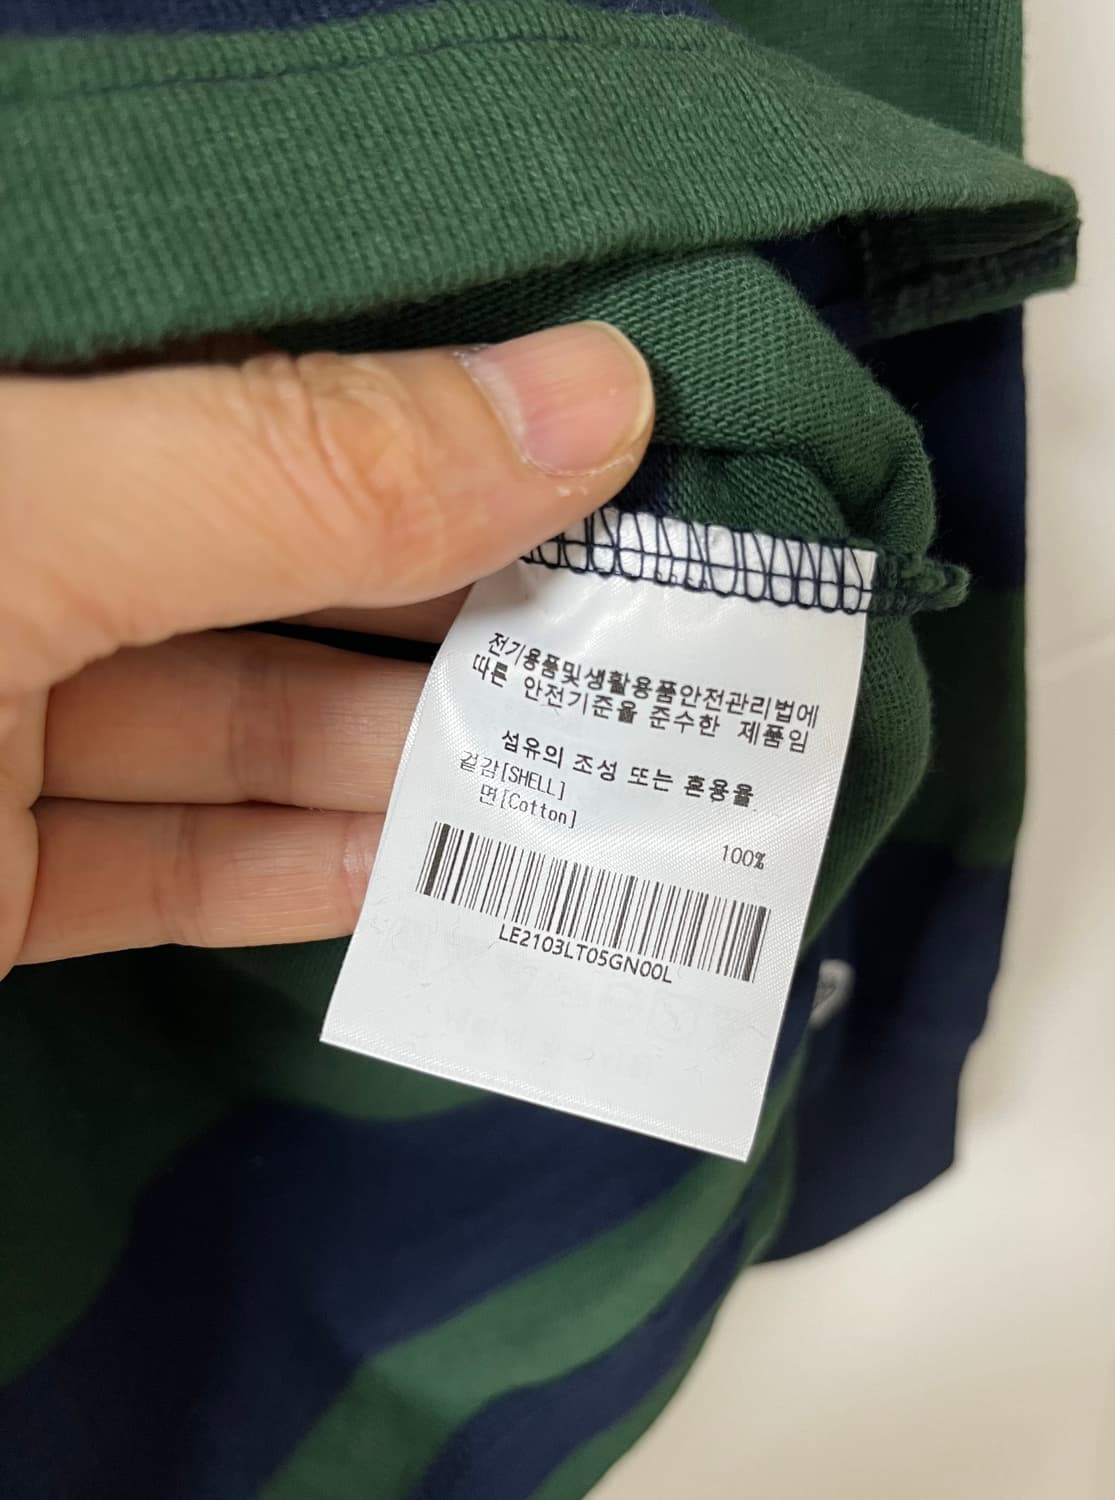 전기용품및생활용품안전관리법에
따른 안전기준을 준수한 제품임
섬유의 조성 또는 혼용율
겉감[SHELL]
면[Cotton]
100%
LE2103LT05GN00L